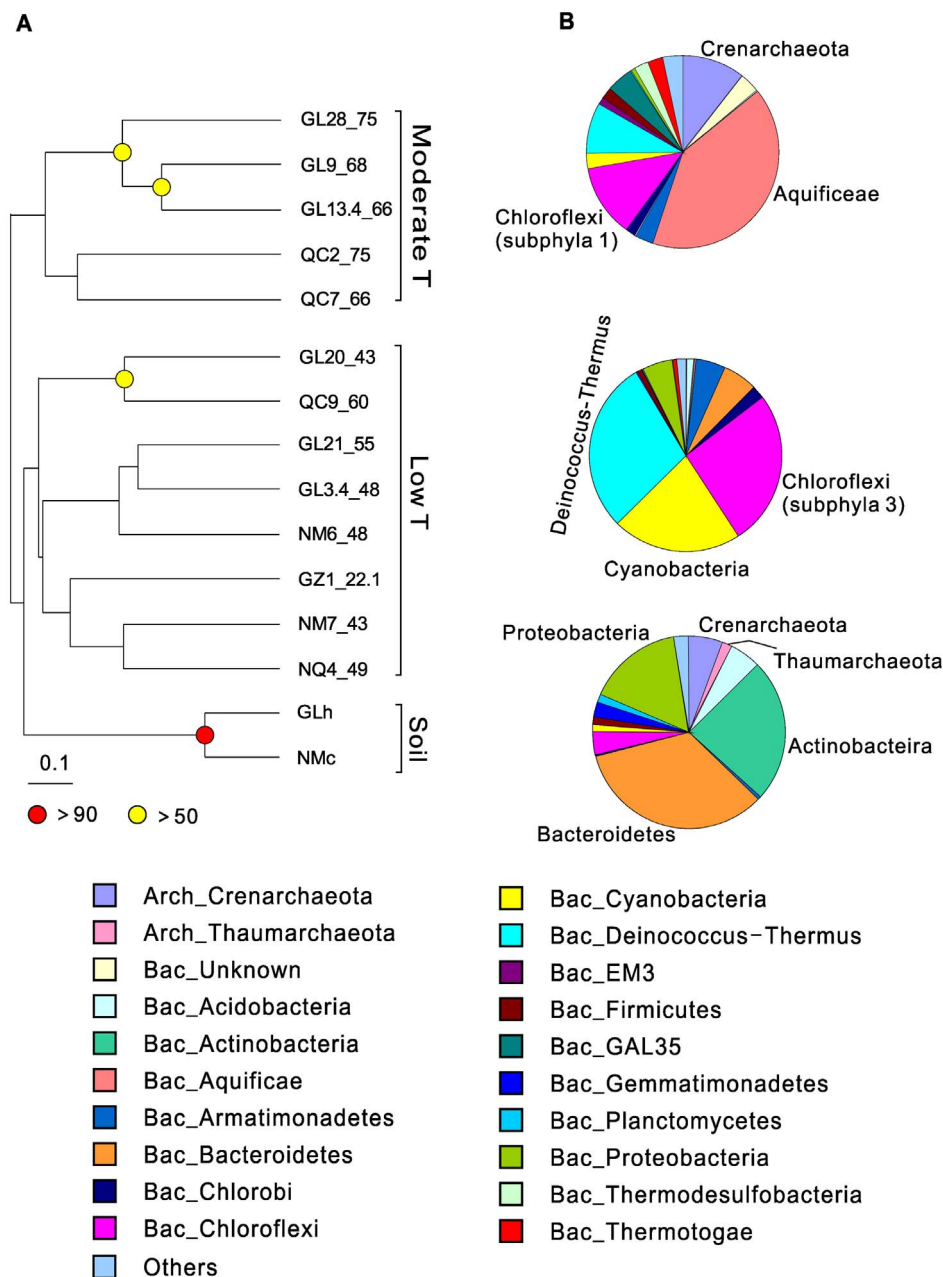 A
GL28_75
GL9_68
GL13.4_66
QC2_75
QC7_66
Moderate T
GL20_43
QC9_60
GL21_55
GL3.4_48
NM6_48
GZ1_22.1
NM7_43
NQ4_49
Low T
GLh
NMc
Soil
0.1
> 90
> 50
B
Crenarchaeota
Aquificeae
Chloroflexi
(subphyla 1)
Deinococcus-Thermus
Chloroflexi
(subphyla 3)
Cyanobacteria
Proteobacteria
Crenarchaeota
Thaumarchaeota
Actinobacteira
Bacteroidetes
Arch_Crenarchaeota
Arch_Thaumarchaeota
Bac_Unknown
Bac_Acidobacteria
Bac_Actinobacteria
Bac_Aquificae
Bac_Armatimonadetes
Bac_Bacteroidetes
Bac_Chlorobi
Bac_Chloroflexi
Others
Bac_Cyanobacteria
Bac_Deinococcus-Thermus
Bac_EM3
Bac_Firmicutes
Bac_GAL35
Bac_Gemmatimonadetes
Bac_Planctomycetes
Bac_Proteobacteria
Bac_Thermodesulfobacteria
Bac_Thermotogae